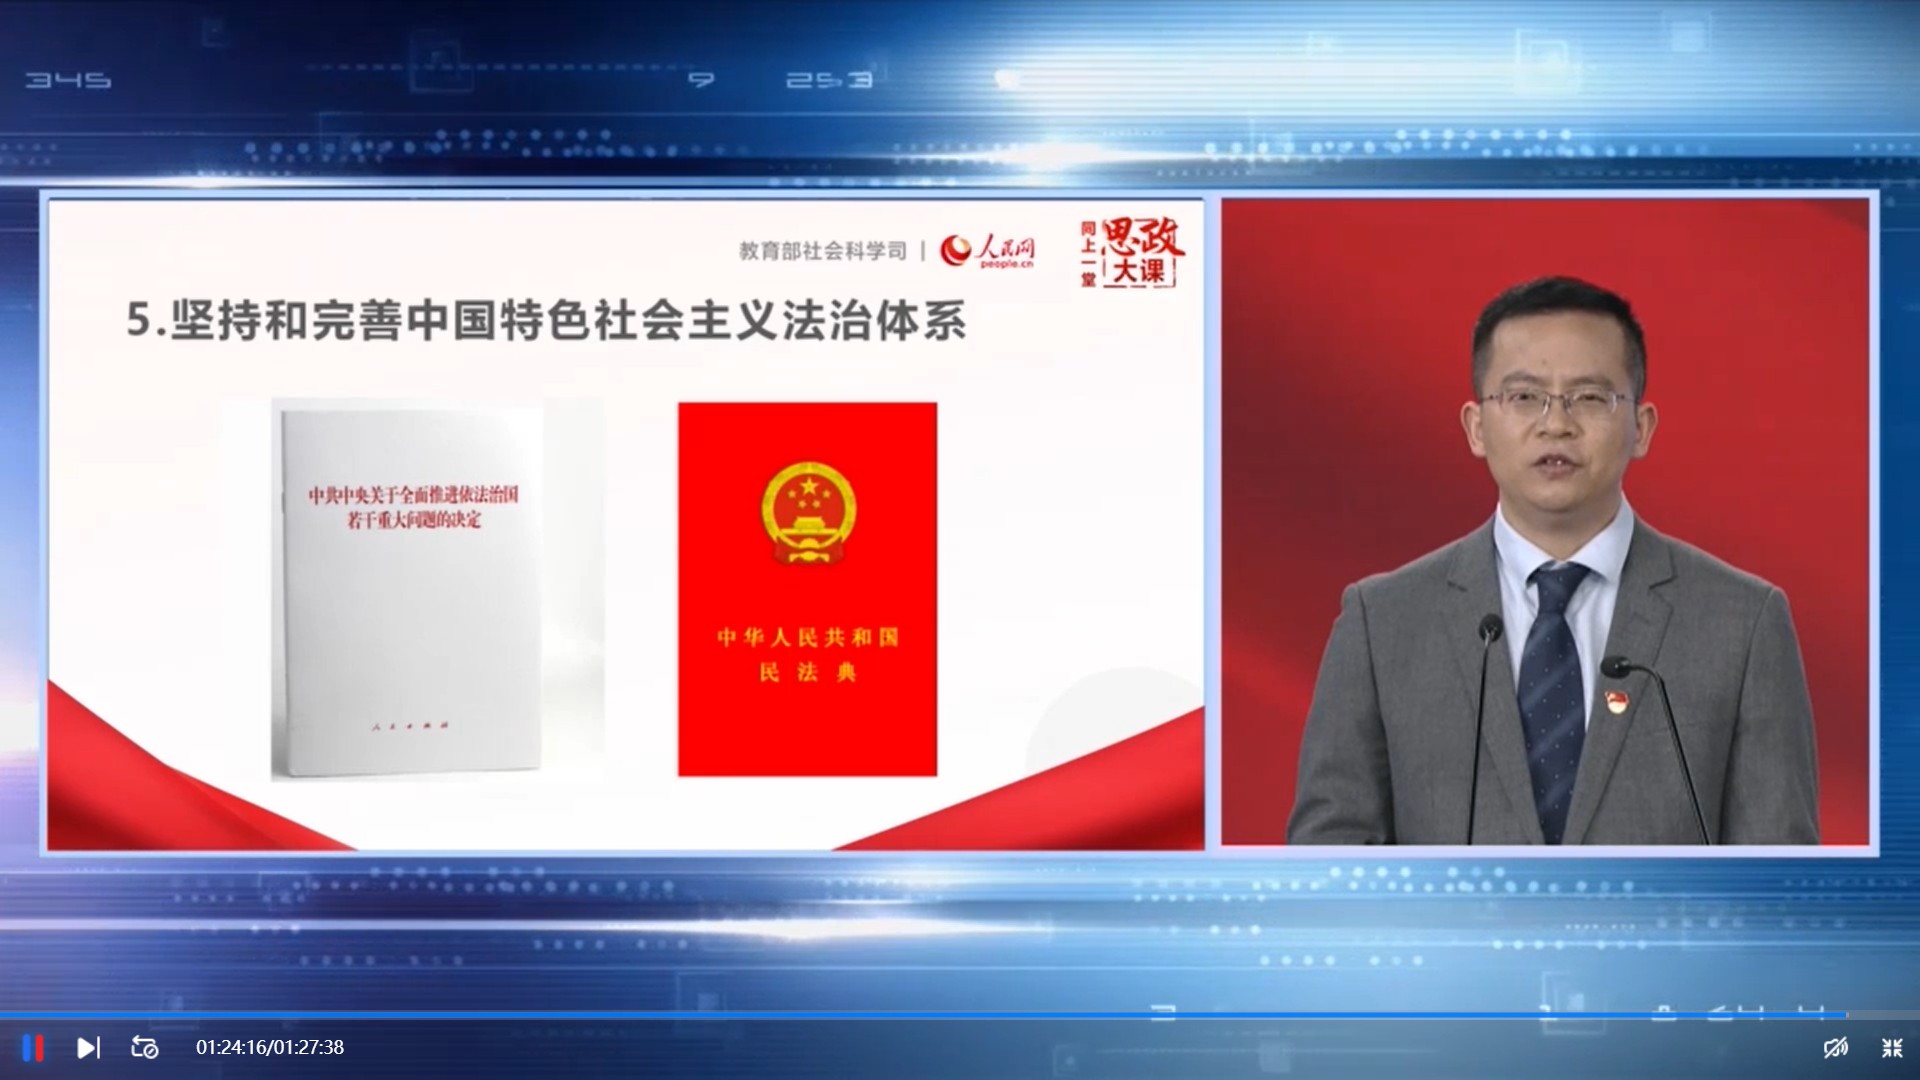 345 9 253
教育部社会科学司 | 人民网
people.cn
同上一堂
思政
大课
5.坚持和完善中国特色社会主义法治体系
中共中央关于全面推进依法治国
若干重大问题的决定
人民出版社
中华人民共和国
民法典
01:24:16/01:27:38